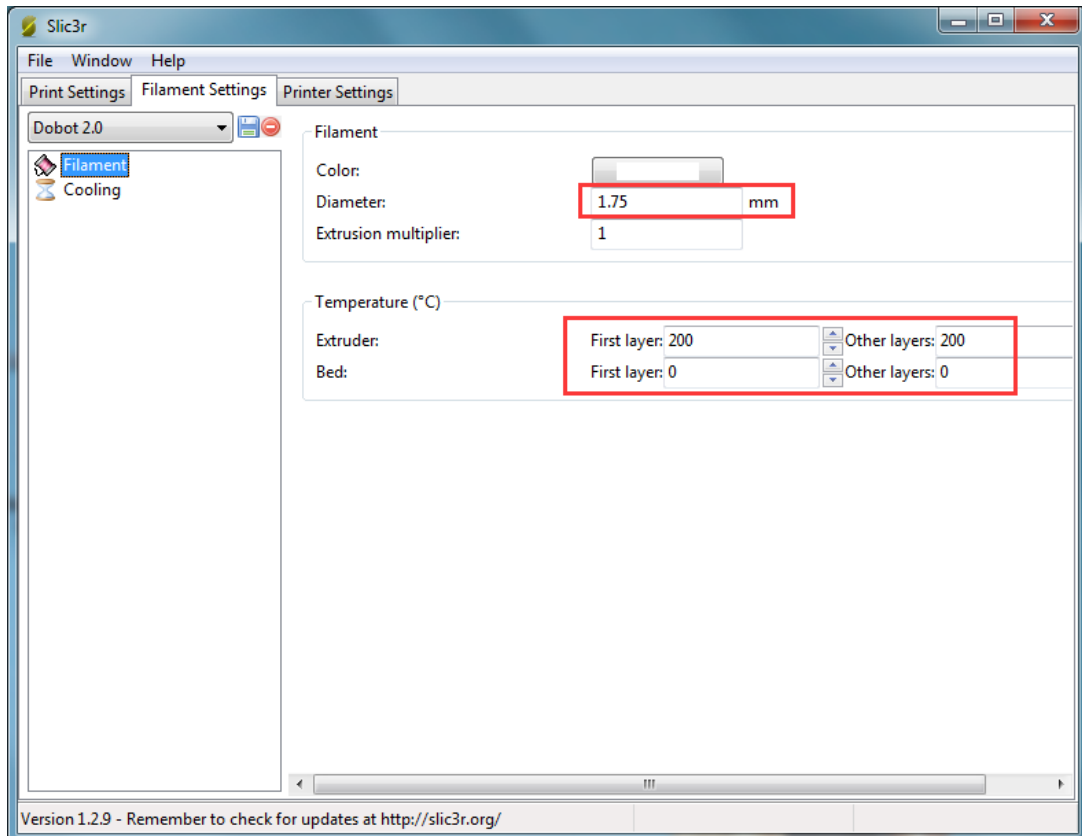 Slic3r
File Window Help
Print Settings Filament Settings Printer Settings
Dobot 2.0
Filament
Cooling
Filament
Color:
Diameter: 1.75 mm
Extrusion multiplier: 1
Temperature (°C)
Extruder: First layer: 200 Other layers: 200
Bed: First layer: 0 Other layers: 0
Version 1.2.9 - Remember to check for updates at http://slic3r.org/